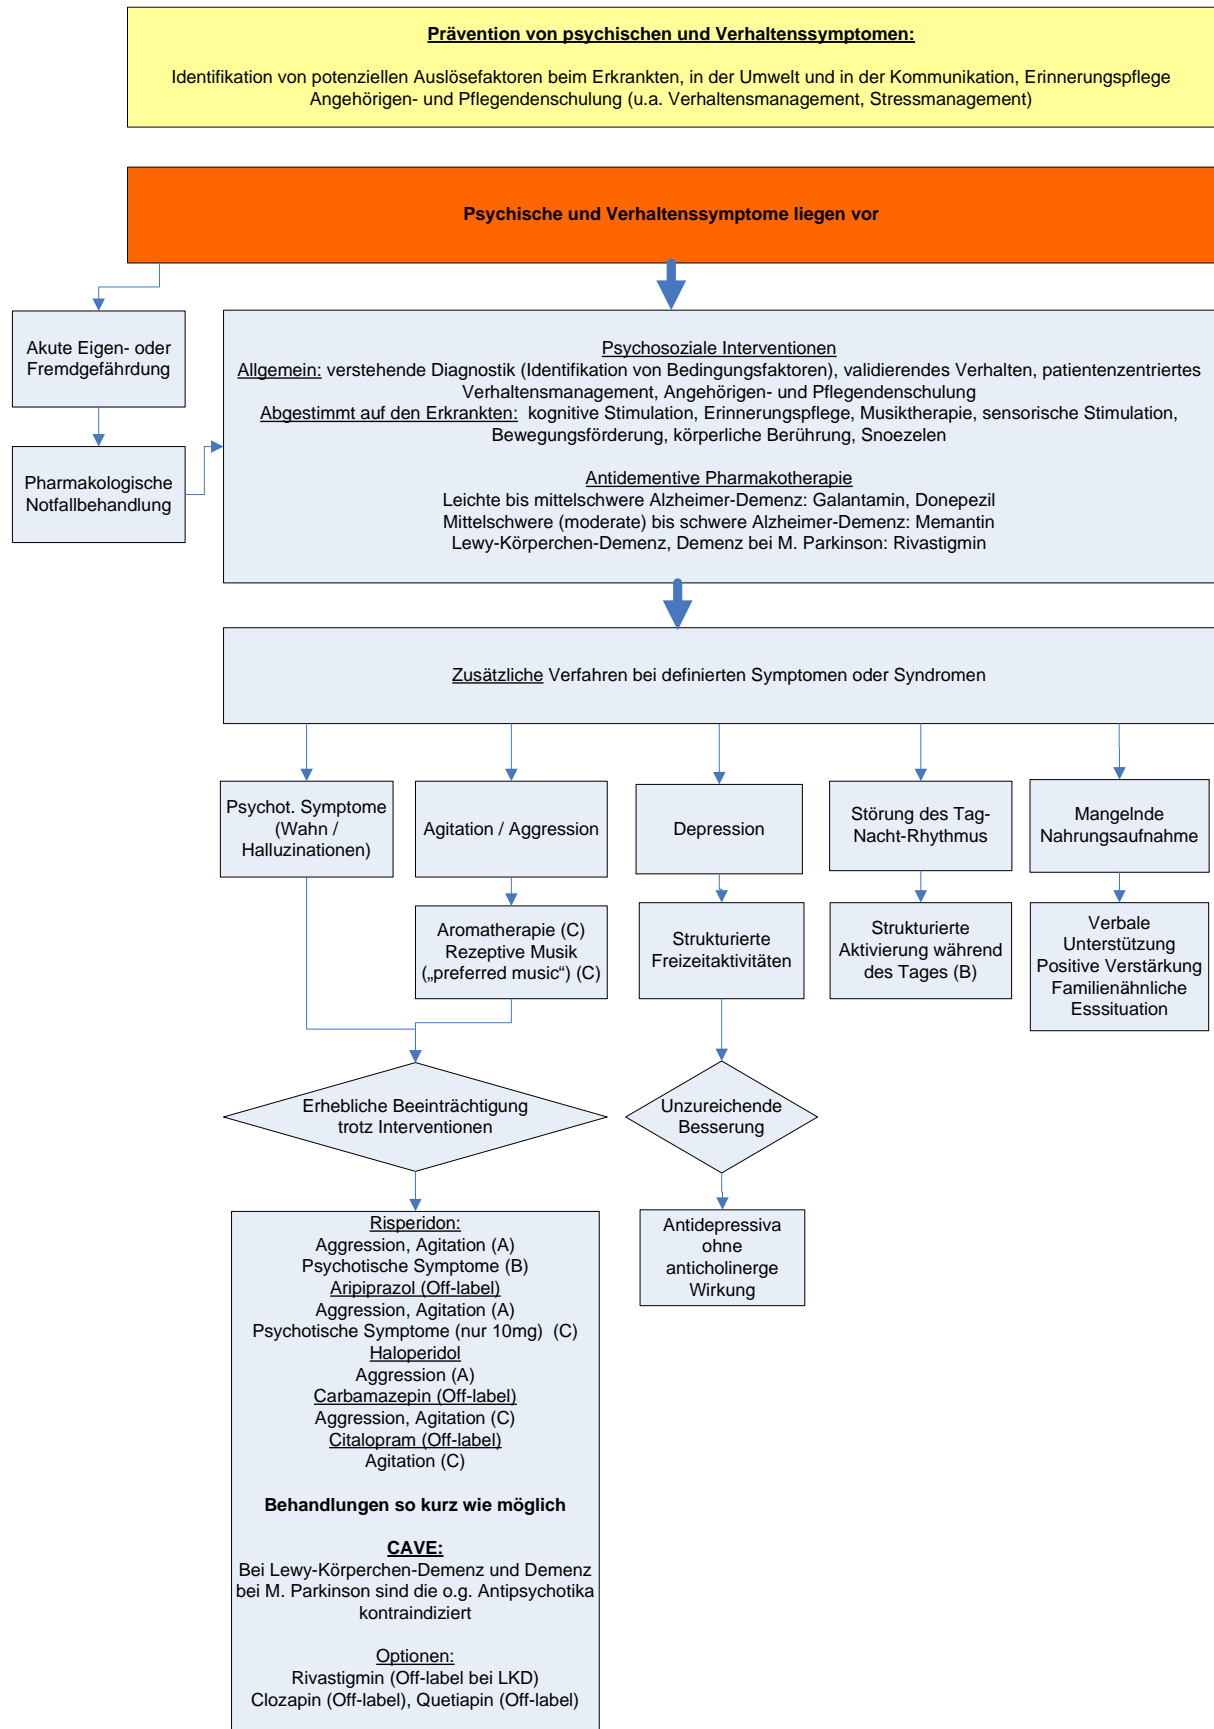 Prävention von psychischen und Verhaltenssymptomen:
Identifikation von potenziellen Auslösefaktoren beim Erkrankten, in der Umwelt und in der Kommunikation, Erinnerungspflege
Angehörigen- und Pflegendenschulung (u.a. Verhaltensmanagement, Stressmanagement)
Psychische und Verhaltenssymptome liegen vor
Akute Eigen- oder
Fremdgefährdung
Pharmakologische
Notfallbehandlung
Psychosoziale Interventionen
Allgemein: verstehende Diagnostik (Identifikation von Bedingungsfaktoren), validierendes Verhalten, patientenzentriertes
Verhaltensmanagement, Angehörigen- und Pflegendenschulung
Abgestimmt auf den Erkrankten: kognitive Stimulation, Erinnerungspflege, Musiktherapie, sensorische Stimulation,
Bewegungsförderung, körperliche Berührung, Snoezelen
Antidementive Pharmakotherapie
Leichte bis mittelschwere Alzheimer-Demenz: Galantamin, Donepezil
Mittelschwere (moderate) bis schwere Alzheimer-Demenz: Memantin
Lewy-Körperchen-Demenz, Demenz bei M. Parkinson: Rivastigmin
Zusätzliche Verfahren bei definierten Symptomen oder Syndromen
Psychot. Symptome
(Wahn /
Halluzinationen)
Agitation / Aggression
Depression
Störung des Tag-
Nacht-Rhythmus
Mangelnde
Nahrungsaufnahme
Aromatherapie (C)
Rezeptive Musik
(„preferred music“) (C)
Strukturierte
Freizeitaktivitäten
Strukturierte
Aktivierung während
des Tages (B)
Verbale
Unterstützung
Positive Verstärkung
Familienähnliche
Esssituation
Erhebliche Beeinträchtigung
trotz Interventionen
Unzureichende
Besserung
Risperidon:
Aggression, Agitation (A)
Psychotische Symptome (B)
Aripiprazol (Off-label)
Aggression, Agitation (A)
Psychotische Symptome (nur 10mg) (C)
Haloperidol
Aggression (A)
Carbamazepin (Off-label)
Aggression, Agitation (C)
Citalopram (Off-label)
Agitation (C)
Behandlungen so kurz wie möglich
CAVE:
Bei Lewy-Körperchen-Demenz und Demenz
bei M. Parkinson sind die o.g. Antipsychotika
kontraindiziert
Optionen:
Rivastigmin (Off-label bei LKD)
Clozapin (Off-label), Quetiapin (Off-label)
Antidepressiva
ohne
anticholinerge
Wirkung